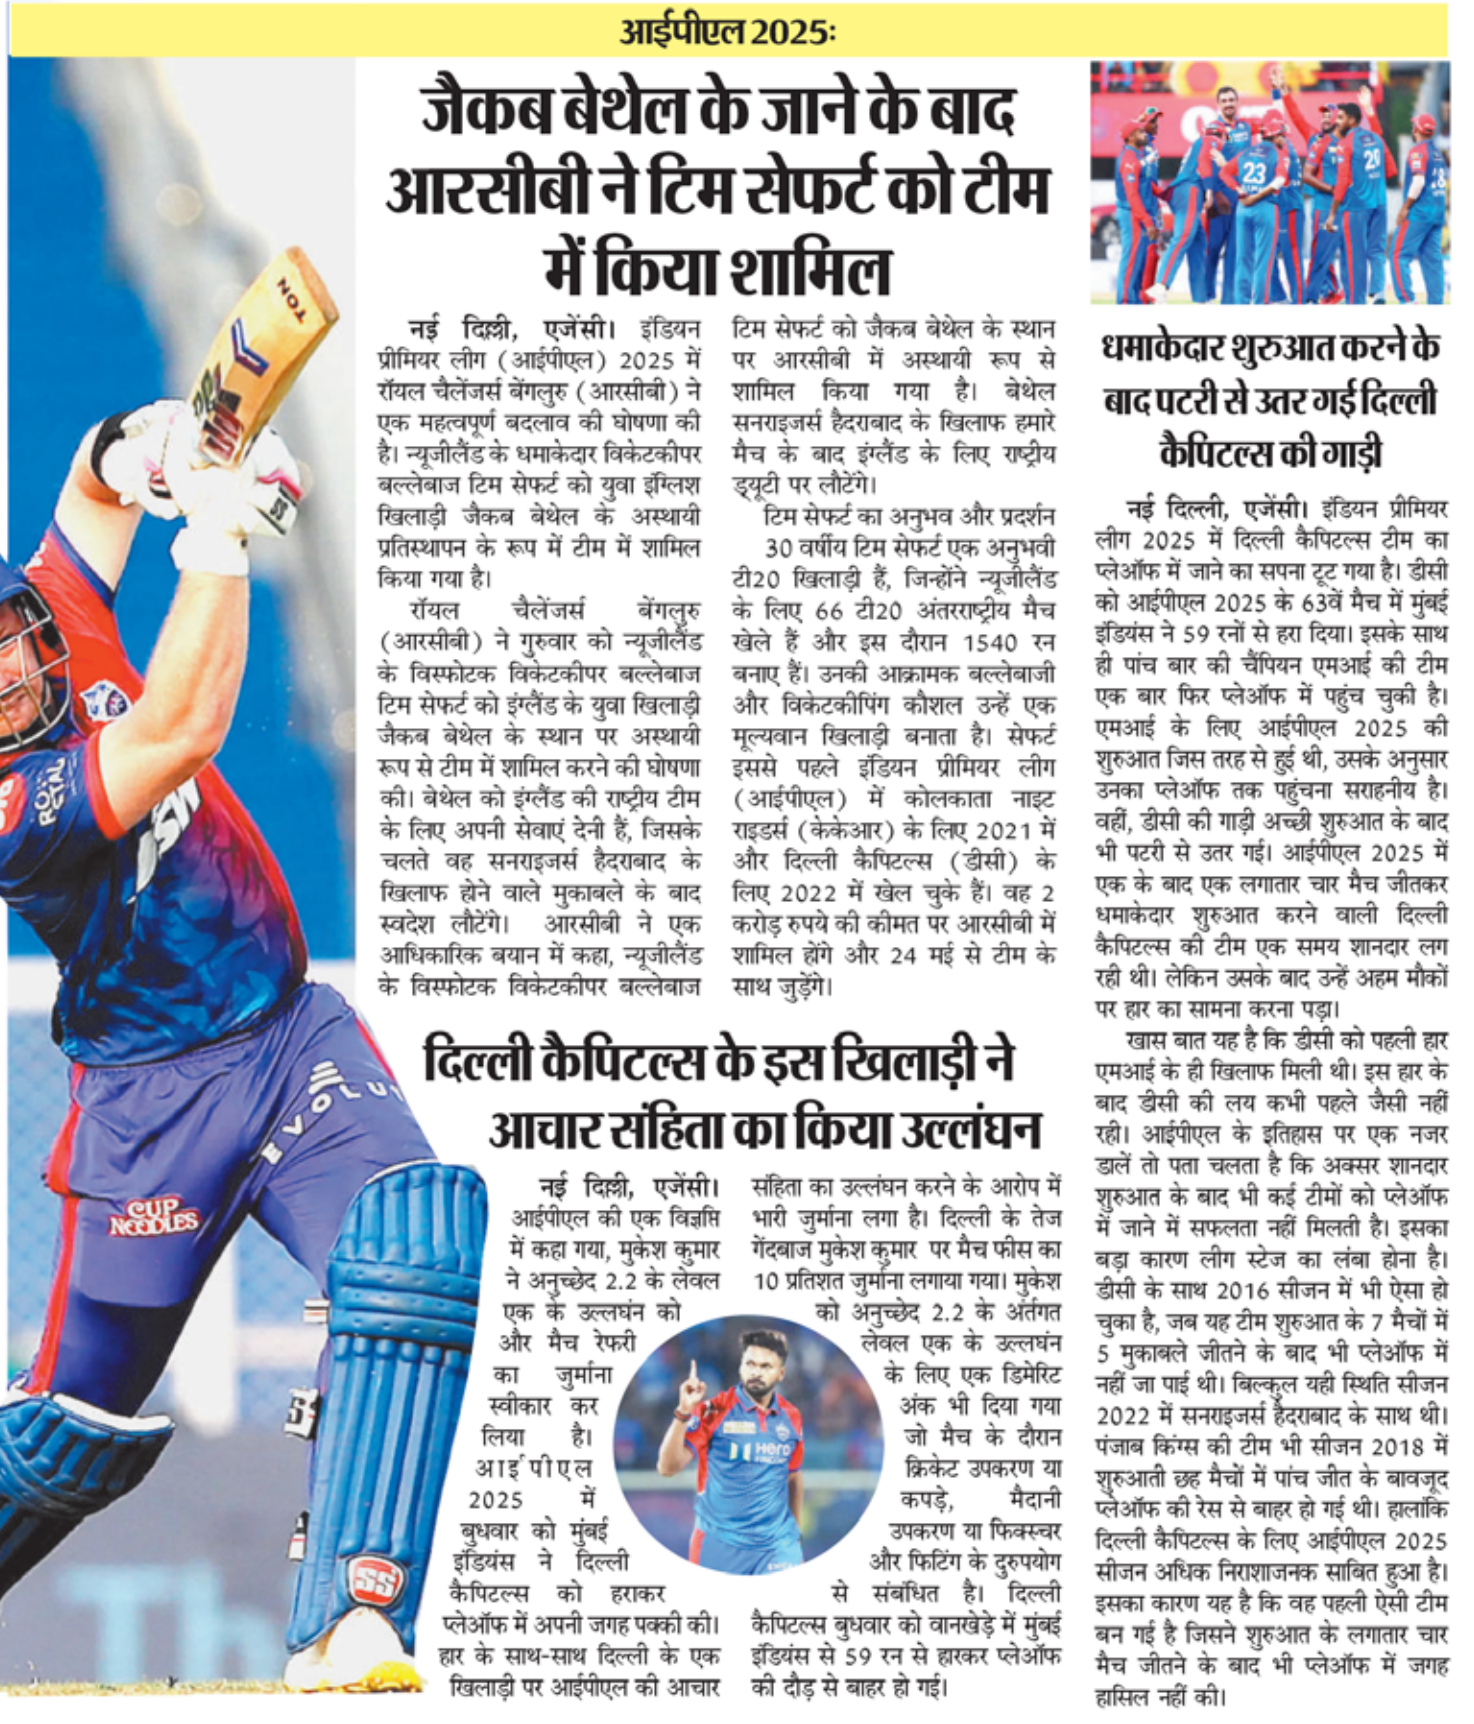 आईपीएल 2025:
जैकब बेथेल के जाने के बाद
आरसीबी ने टिम सेफर्ट को टीम
में किया शामिल
नई दिल्ली, एजेंसी। इंडियन
प्रीमियर लीग (आईपीएल) 2025 में
रॉयल चैलेंजर्स बेंगलुरु (आरसीबी) ने
एक महत्वपूर्ण बदलाव की घोषणा की
है। न्यूजीलैंड के धमाकेदार विकेटकीपर
बल्लेबाज टिम सेफर्ट को युवा इंग्लिश
खिलाड़ी जैकब बेथेल के अस्थायी
प्रतिस्थापन के रूप में टीम में शामिल
किया गया है।
रॉयल चैलेंजर्स बेंगलुरु
(आरसीबी) ने गुरुवार को न्यूजीलैंड
के विस्फोटक विकेटकीपर बल्लेबाज
टिम सेफर्ट को इंग्लैंड के युवा खिलाड़ी
जैकब बेथेल के स्थान पर अस्थायी
रूप से टीम में शामिल करने की घोषणा
की। बेथेल को इंग्लैंड की राष्ट्रीय टीम
के लिए अपनी सेवाएं देनी हैं, जिसके
चलते वह सनराइजर्स हैदराबाद के
खिलाफ होने वाले मुकाबले के बाद
स्वदेश लौटेंगे। आरसीबी ने एक
आधिकारिक बयान में कहा, न्यूजीलैंड
के विस्फोटक विकेटकीपर बल्लेबाज
टिम सेफर्ट को जैकब बेथेल के स्थान
पर आरसीबी में अस्थायी रूप से
शामिल किया गया है। बेथेल
सनराइजर्स हैदराबाद के खिलाफ हमारे
मैच के बाद इंग्लैंड के लिए राष्ट्रीय
ड्यूटी पर लौटेंगे।
टिम सेफर्ट का अनुभव और प्रदर्शन
30 वर्षीय टिम सेफर्ट एक अनुभवी
टी20 खिलाड़ी हैं, जिन्होंने न्यूजीलैंड
के लिए 66 टी20 अंतरराष्ट्रीय मैच
खेले हैं और इस दौरान 1540 रन
बनाए हैं। उनकी आक्रामक बल्लेबाजी
और विकेटकीपिंग कौशल उन्हें एक
मूल्यवान खिलाड़ी बनाता है। सेफर्ट
इससे पहले इंडियन प्रीमियर लीग
(आईपीएल) में कोलकाता नाइट
राइडर्स (केकेआर) के लिए 2021 में
और दिल्ली कैपिटल्स (डीसी) के
लिए 2022 में खेल चुके हैं। वह 2
करोड़ रुपये की कीमत पर आरसीबी में
शामिल होंगे और 24 मई से टीम के
साथ जुड़ेंगे।
दिल्ली कैपिटल्स के इस खिलाड़ी ने
आचार संहिता का किया उल्लंघन
नई दिल्ली, एजेंसी।
आईपीएल की एक विज्ञप्ति
में कहा गया, मुकेश कुमार
ने अनुच्छेद 2.2 के लेवल
एक के उल्लघंन को
और मैच रेफरी
का जुर्माना
स्वीकार कर
लिया है।
आईपीएल
2025 में
बुधवार को मुंबई
इंडियंस ने दिल्ली
कैपिटल्स को हराकर
प्लेऑफ में अपनी जगह पक्की की।
हार के साथ-साथ दिल्ली के एक
खिलाड़ी पर आईपीएल की आचार
संहिता का उल्लंघन करने के आरोप में
भारी जुर्माना लगा है। दिल्ली के तेज
गेंदबाज मुकेश कुमार पर मैच फीस का
10 प्रतिशत जुर्माना लगाया गया। मुकेश
को अनुच्छेद 2.2 के अंर्तगत
लेवल एक के उल्लघंन
के लिए एक डिमेरिट
अंक भी दिया गया
जो मैच के दौरान
क्रिकेट उपकरण या
कपड़े, मैदानी
उपकरण या फिक्स्चर
और फिटिंग के दुरुपयोग
से संबंधित है। दिल्ली
कैपिटल्स बुधवार को वानखेड़े में मुंबई
इंडियंस से 59 रन से हारकर प्लेऑफ
की दौड़ से बाहर हो गई।
धमाकेदार शुरुआत करने के
बाद पटरी से उतर गई दिल्ली
कैपिटल्स की गाड़ी
नई दिल्ली, एजेंसी। इंडियन प्रीमियर
लीग 2025 में दिल्ली कैपिटल्स टीम का
प्लेऑफ में जाने का सपना टूट गया है। डीसी
को आईपीएल 2025 के 63वें मैच में मुंबई
इंडियंस ने 59 रनों से हरा दिया। इसके साथ
ही पांच बार की चैंपियन एमआई की टीम
एक बार फिर प्लेऑफ में पहुंच चुकी है।
एमआई के लिए आईपीएल 2025 की
शुरुआत जिस तरह से हुई थी, उसके अनुसार
उनका प्लेऑफ तक पहुंचना सराहनीय है।
वहीं, डीसी की गाड़ी अच्छी शुरुआत के बाद
भी पटरी से उतर गई। आईपीएल 2025 में
एक के बाद एक लगातार चार मैच जीतकर
धमाकेदार शुरुआत करने वाली दिल्ली
कैपिटल्स की टीम एक समय शानदार लग
रही थी। लेकिन उसके बाद उन्हें अहम मौकों
पर हार का सामना करना पड़ा।
खास बात यह है कि डीसी को पहली हार
एमआई के ही खिलाफ मिली थी। इस हार के
बाद डीसी की लय कभी पहले जैसी नहीं
रही। आईपीएल के इतिहास पर एक नजर
डालें तो पता चलता है कि अक्सर शानदार
शुरुआत के बाद भी कई टीमों को प्लेऑफ
में जाने में सफलता नहीं मिलती है। इसका
बड़ा कारण लीग स्टेज का लंबा होना है।
डीसी के साथ 2016 सीजन में भी ऐसा हो
चुका है, जब यह टीम शुरुआत के 7 मैचों में
5 मुकाबले जीतने के बाद भी प्लेऑफ में
नहीं जा पाई थी। बिल्कुल यही स्थिति सीजन
2022 में सनराइजर्स हैदराबाद के साथ थी।
पंजाब किंग्स की टीम भी सीजन 2018 में
शुरुआती छह मैचों में पांच जीत के बावजूद
प्लेऑफ की रेस से बाहर हो गई थी। हालांकि
दिल्ली कैपिटल्स के लिए आईपीएल 2025
सीजन अधिक निराशाजनक साबित हुआ है।
इसका कारण यह है कि वह पहली ऐसी टीम
बन गई है जिसने शुरुआत के लगातार चार
मैच जीतने के बाद भी प्लेऑफ में जगह
हासिल नहीं की।
TON
SS
EVOLU
CUP
NOODLES
SS
Th
23
20
Hero